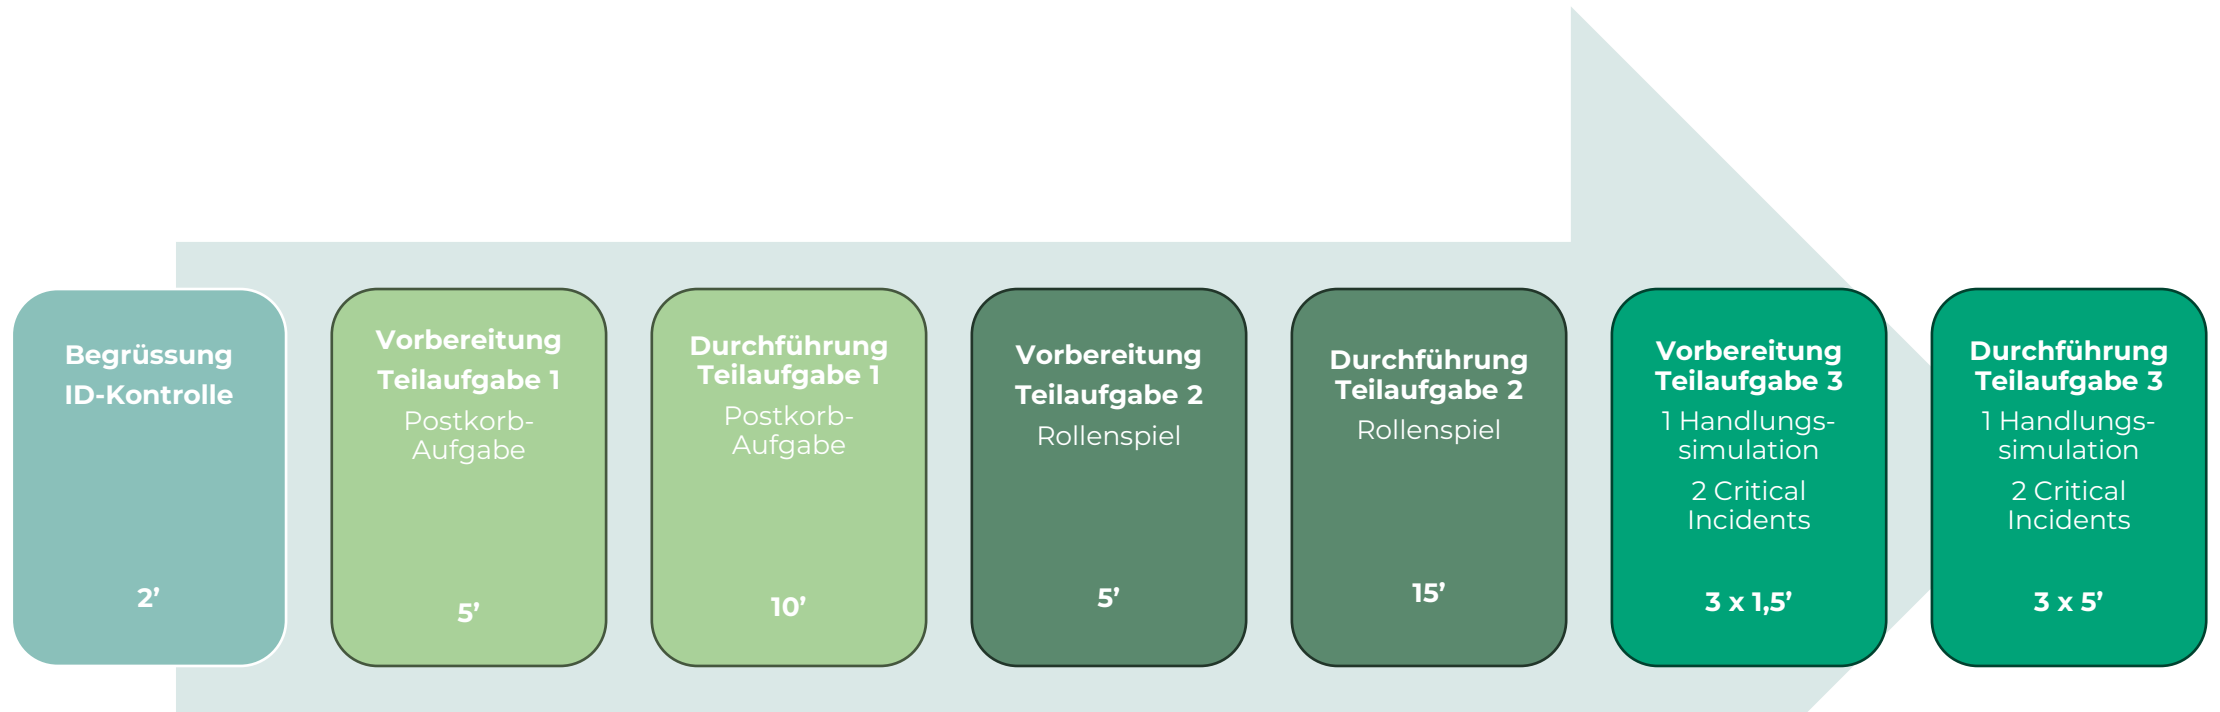 Begrüssung
ID-Kontrolle
2’
Vorbereitung
Teilaufgabe 1
Postkorb-
Aufgabe
5’
Durchführung
Teilaufgabe 1
Postkorb-
Aufgabe
10’
Vorbereitung
Teilaufgabe 2
Rollenspiel
5’
Durchführung
Teilaufgabe 2
Rollenspiel
15’
Vorbereitung
Teilaufgabe 3
1 Handlungs-
simulation
2 Critical
Incidents
3 x 1,5’
Durchführung
Teilaufgabe 3
1 Handlungs-
simulation
2 Critical
Incidents
3 x 5’